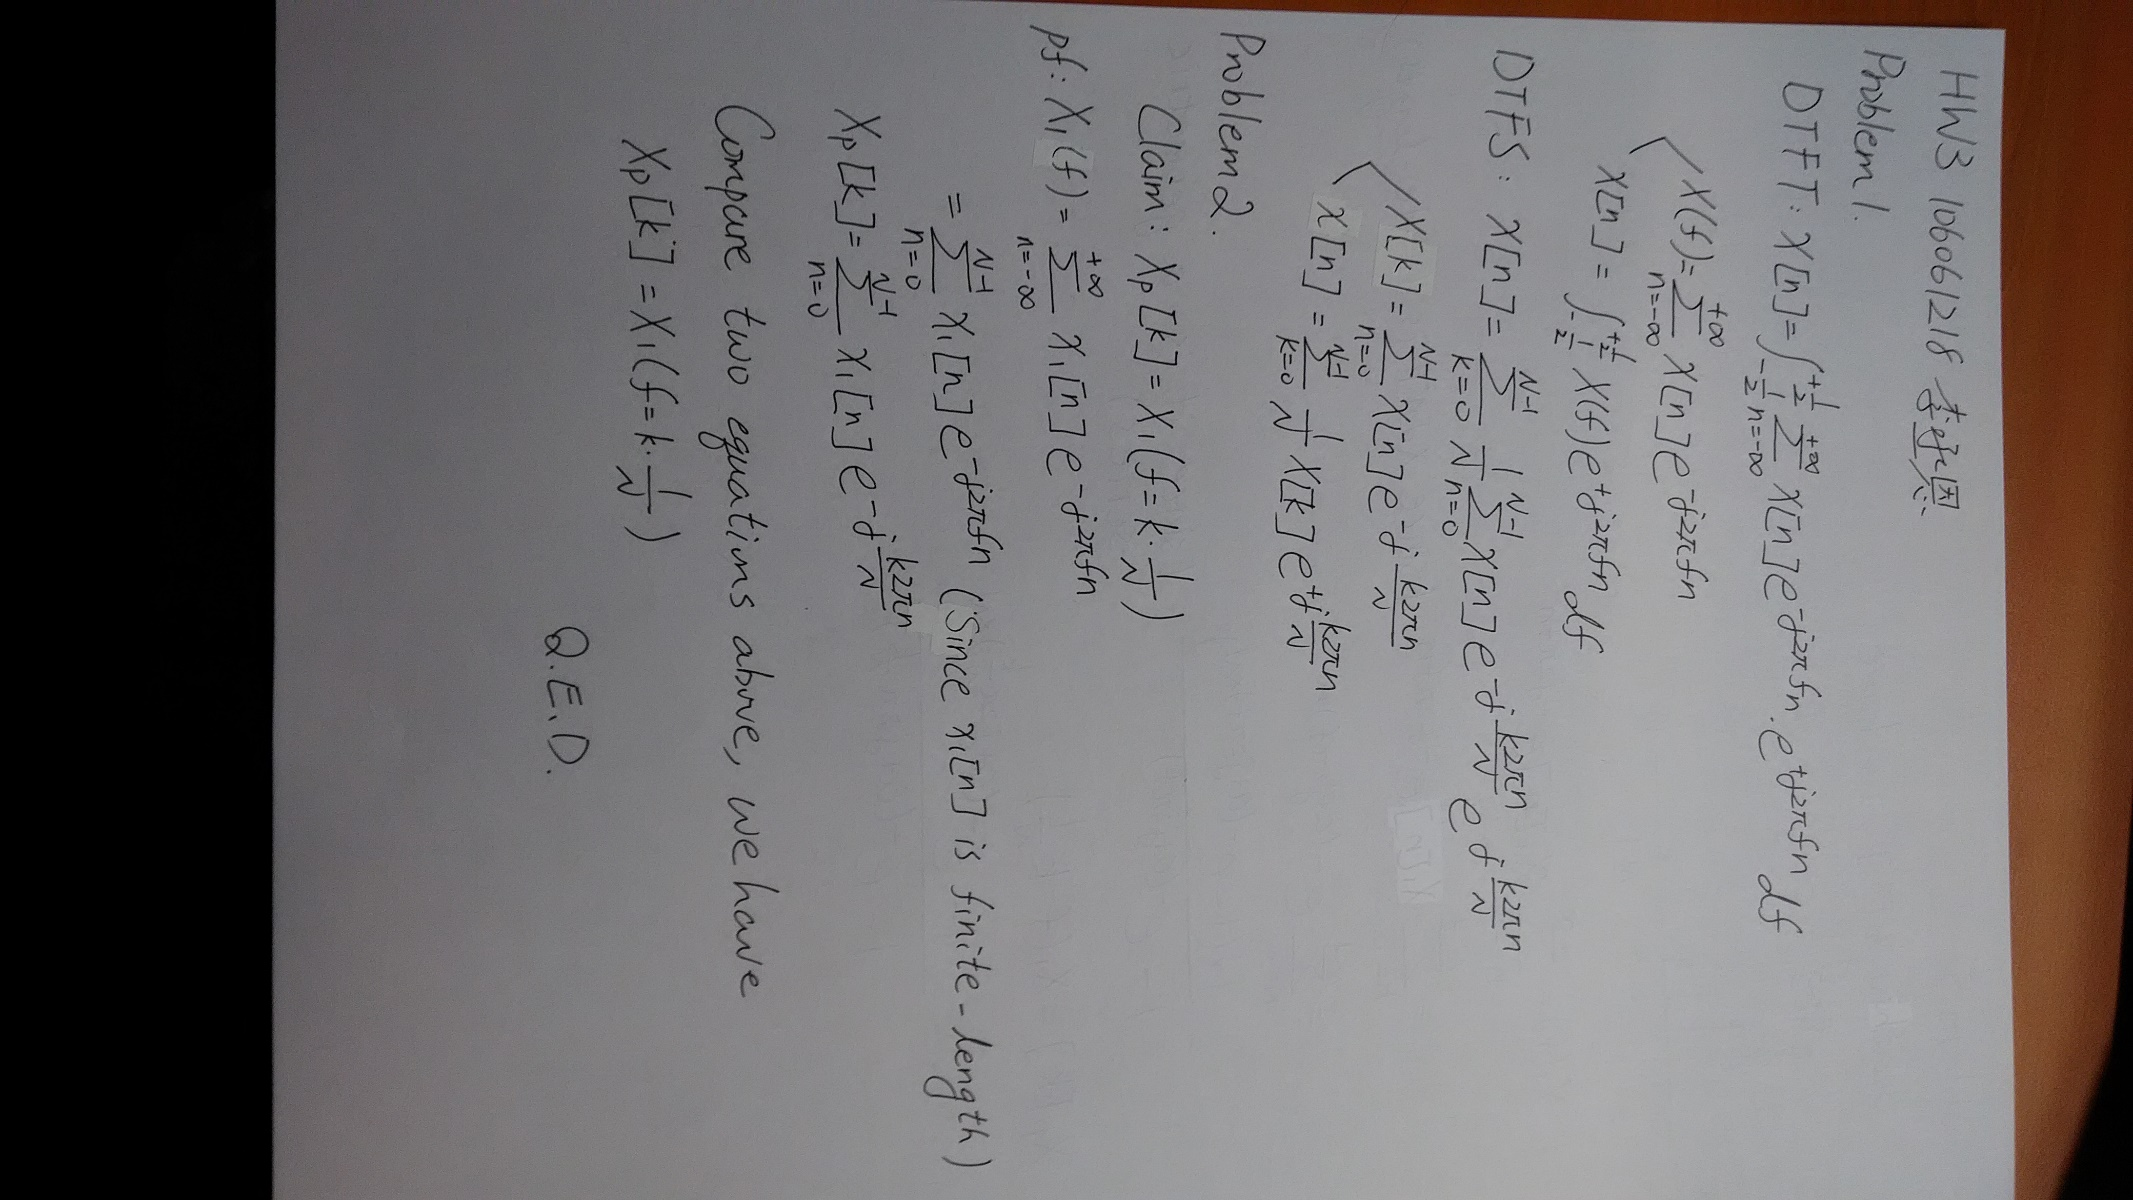 HW3 106061218 李丞恩
Problem 1.
DTFT: x[n] = ∫_{-1/2}^{+1/2} Σ_{n=-∞}^{+∞} x[n] e^{-j2πfn} · e^{+j2πfn} df
X(f) = Σ_{n=-∞}^{+∞} x[n] e^{-j2πfn}
x[n] = ∫_{-1/2}^{+1/2} X(f) e^{+j2πfn} df
DTFS: x[n] = Σ_{k=0}^{N-1} 1/N Σ_{n=0}^{N-1} x[n] e^{-j k2πn/N} e^{j k2πn/N}
X[k] = Σ_{n=0}^{N-1} x[n] e^{-j k2πn/N}
x[n] = Σ_{k=0}^{N-1} 1/N X[k] e^{+j k2πn/N}
Problem 2.
Claim: X_p[k] = X_1(f = k · 1/N)
pf: X_1(f) = Σ_{n=-∞}^{+∞} x_1[n] e^{-j2πfn}
= Σ_{n=0}^{N-1} x_1[n] e^{-j2πfn} (Since x_1[n] is finite-length)
X_p[k] = Σ_{n=0}^{N-1} x_1[n] e^{-j k2πn/N}
Compare two equations above, we have
X_p[k] = X_1(f = k · 1/N)
Q.E.D.